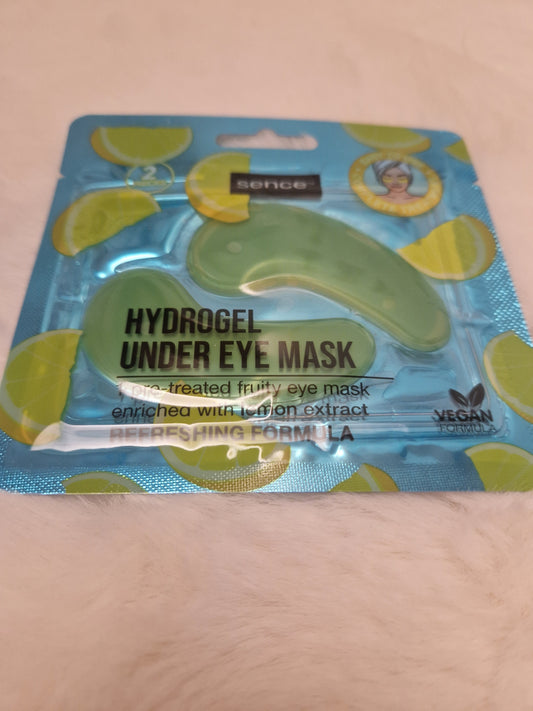 2
sence™
HYDROGEL
UNDER EYE MASK
1 pre-treated fruity eye mask
enriched with lemon extract
REFRESHING FORMULA
VEGAN
FORMULA